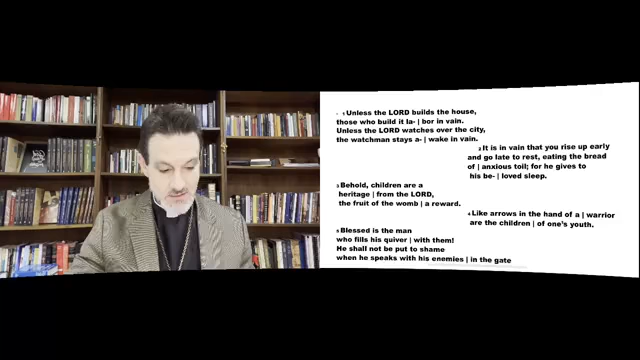 1 Unless the LORD builds the house,
those who build it la- | bor in vain.
Unless the LORD watches over the city,
the watchman stays a- | wake in vain.
2 It is in vain that you rise up early
and go late to rest, eating the bread
of | anxious toil; for he gives to
his be- | loved sleep.
3 Behold, children are a
heritage | from the LORD,
the fruit of the womb | a reward.
4 Like arrows in the hand of a | warrior
are the children | of one's youth.
5 Blessed is the man
who fills his quiver | with them!
He shall not be put to shame
when he speaks with his enemies | in the gate